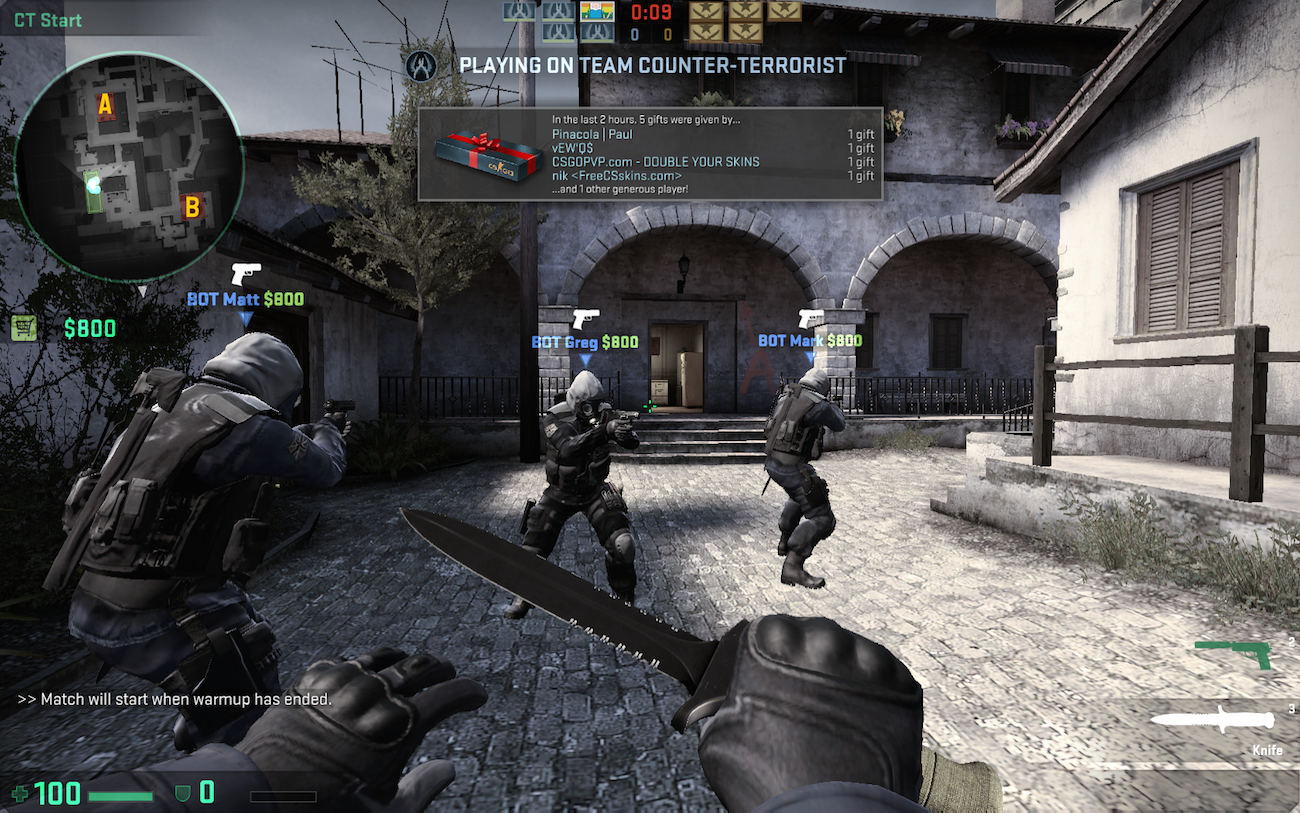 CT Start
0:09
0 0
PLAYING ON TEAM COUNTER-TERRORIST
A
B
In the last 2 hours, 5 gifts were given by...
Pinacola | Paul 1 gift
vEW'Q$ 1 gift
CSGOPVP.com - DOUBLE YOUR SKINS 1 gift
nik <FreeCSskins.com> 1 gift
...and 1 other generous player!
CS GO
BOT Matt $800
$800
BOT Greg $800
BOT Mark $800
A
2
>> Match will start when warmup has ended.
3
Knife
100
0